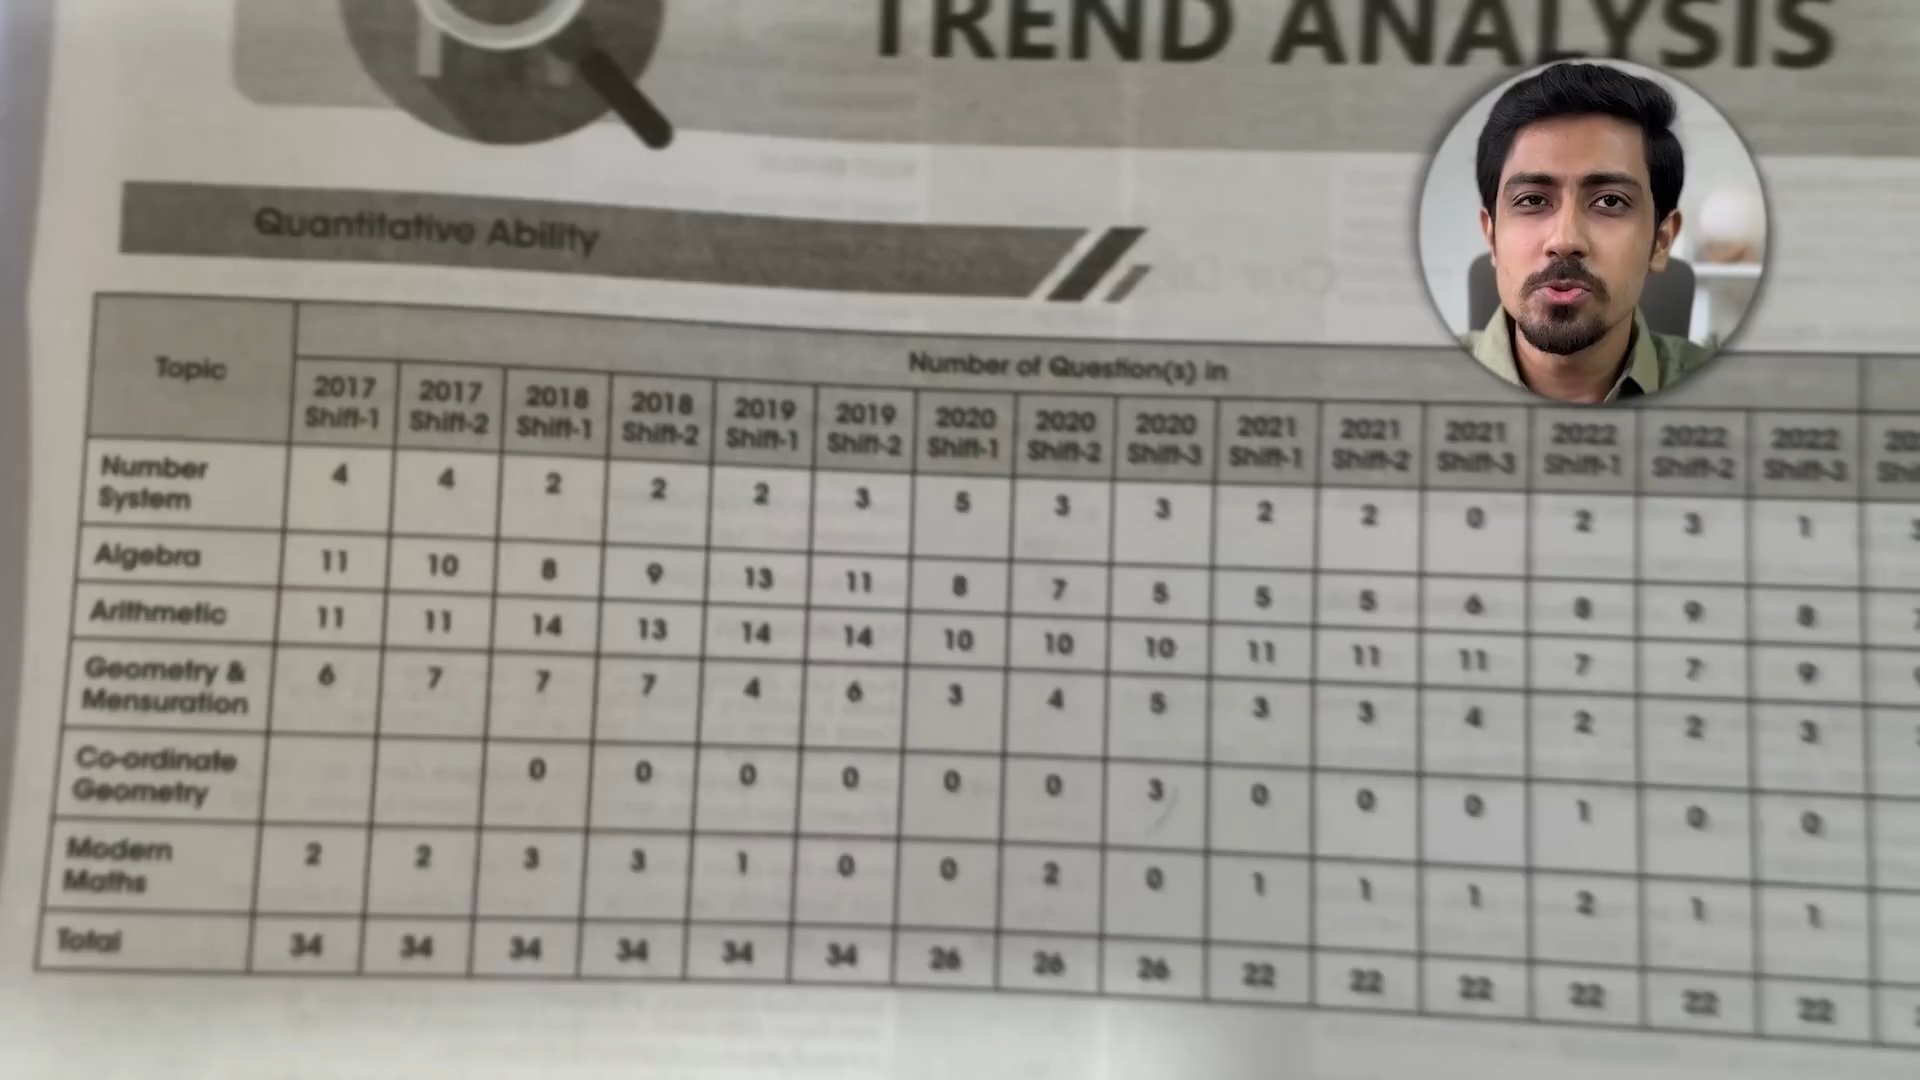 TREND ANALYSIS
Quantitative Ability
Topic
Number of Question(s) in
2017 Shift-1 2017 Shift-2 2018 Shift-1 2018 Shift-2 2019 Shift-1 2019 Shift-2 2020 Shift-1 2020 Shift-2 2020 Shift-3 2021 Shift-1 2021 Shift-2 2021 Shift-3 2022 Shift-1 2022 Shift-2 2022 Shift-3
Number System 4 4 2 2 2 3 5 3 3 2 2 0 2 3 1
Algebra 11 10 8 9 13 11 8 7 5 5 5 6 8 9 8
Arithmetic 11 11 14 13 14 14 10 10 10 11 11 11 7 7 9
Geometry & Mensuration 6 7 7 7 4 6 3 4 5 3 3 4 2 2 3
Co-ordinate Geometry 0 0 0 0 0 0 3 0 0 0 1 0 0
Modern Maths 2 2 3 3 1 0 0 2 0 1 1 1 2 1 1
Total 34 34 34 34 34 34 26 26 26 22 22 22 22 22 22